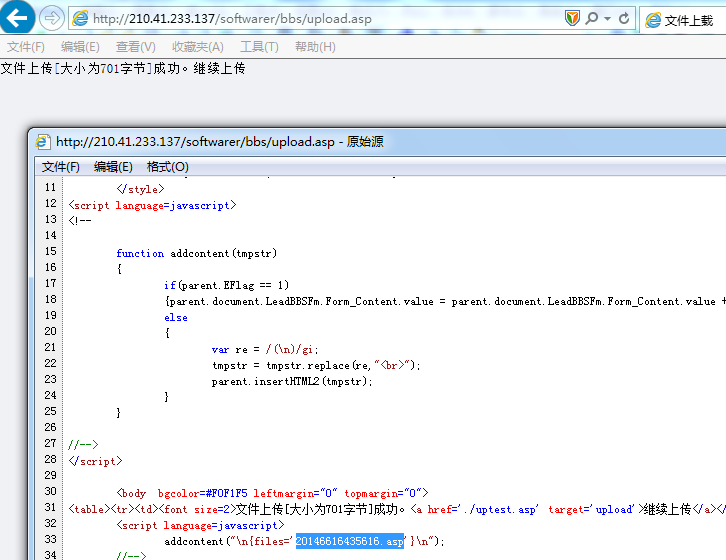 http://210.41.233.137/softwarer/bbs/upload.asp
文件上载
文件(F) 编辑(E) 查看(V) 收藏夹(A) 工具(T) 帮助(H)
文件上传[大小为701字节]成功。继续上传
http://210.41.233.137/softwarer/bbs/upload.asp - 原始源
文件(F) 编辑(E) 格式(O)
11 </style>
12 <script language=javascript>
13 <!--
14
15 function addcontent(tmpstr)
16 {
17 if(parent.EFlag == 1)
18 {parent.document.LeadBBSFm.Form_Content.value = parent.document.LeadBBSFm.Form_Content.value +
19 else
20 {
21 var re = /(\n)/gi;
22 tmpstr = tmpstr.replace(re,"<br>");
23 parent.insertHTML2(tmpstr);
24 }
25 }
26
27 //-->
28 </script>
29
30 <body  bgcolor=#F0F1F5 leftmargin="0" topmargin="0">
31 <table><tr><td><font size=2>文件上传[大小为701字节]成功。<a href='./uptest.asp' target='upload'>继续上传</a></
32 <script language=javascript>
33 addcontent("\n{files='20146616435616.asp'}\n");
34 //-->